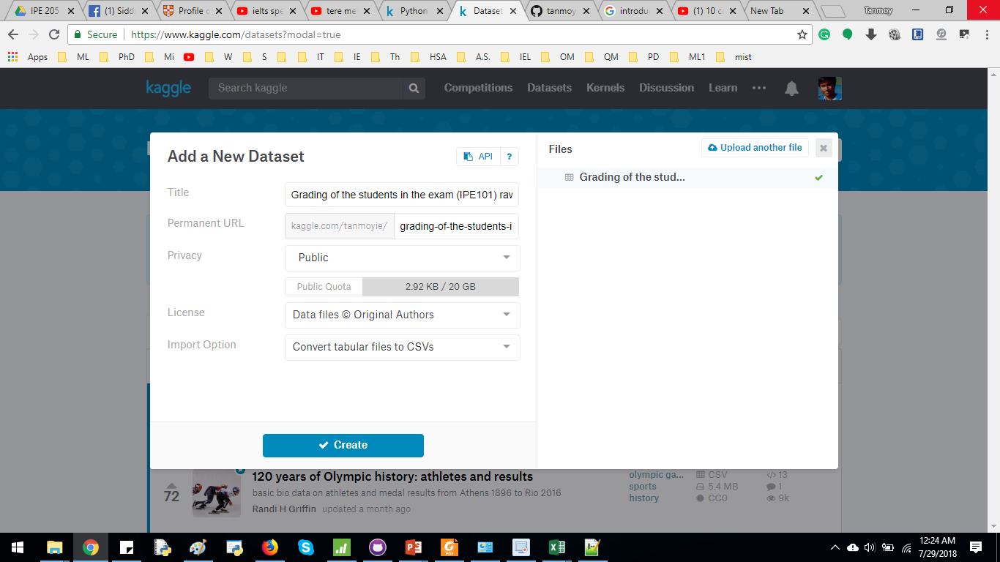 IPE 205
(1) Sidd
Profile o
ielts spe
tere me
Python
Dataset
tanmoy
introdu
(1) 10 c
New Tab
Tanmoy
Secure
https://www.kaggle.com/datasets?modal=true
Apps
ML
PhD
Mi
W
S
IT
IE
Th
HSA
A.S.
IEL
OM
QM
PD
ML1
mist
kaggle
Search kaggle
Competitions
Datasets
Kernels
Discussion
Learn
Add a New Dataset
API
?
Title
Grading of the students in the exam (IPE101) rav
Permanent URL
kaggle.com/tanmoyie/
grading-of-the-students-i
Privacy
Public
Public Quota
2.92 KB / 20 GB
License
Data files © Original Authors
Import Option
Convert tabular files to CSVs
Create
Files
Upload another file
Grading of the stud...
72
120 years of Olympic history: athletes and results
basic bio data on athletes and medal results from Athens 1896 to Rio 2016
Randi H Griffin updated a month ago
olympic ga...
sports
history
CSV
5.4 MB
CC0
13
1
9k
12:24 AM
7/29/2018